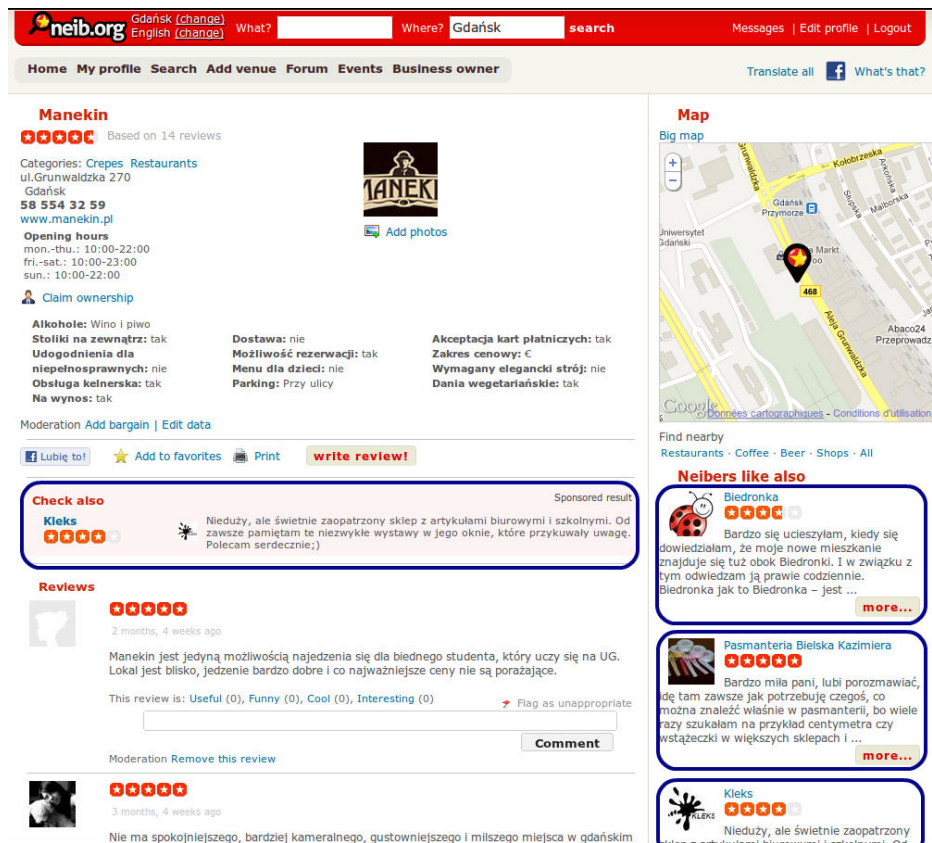 neib.org
Gdańsk (change)
English (change)
What?
Where? Gdańsk
search
Messages | Edit profile | Logout
Home My profile Search Add venue Forum Events Business owner
Translate all
What's that?
Manekin
Based on 14 reviews
Categories: Crepes Restaurants
ul.Grunwaldzka 270
Gdańsk
58 554 32 59
www.manekin.pl
Opening hours
mon.-thu.: 10:00-22:00
fri.-sat.: 10:00-23:00
sun.: 10:00-22:00
MANEKI
Add photos
Claim ownership
Alkohole: Wino i piwo
Stoliki na zewnątrz: tak
Udogodnienia dla
niepełnosprawnych: nie
Obsługa kelnerska: tak
Na wynos: tak
Dostawa: nie
Możliwość rezerwacji: tak
Menu dla dzieci: nie
Parking: Przy ulicy
Akceptacja kart płatniczych: tak
Zakres cenowy: €
Wymagany elegancki strój: nie
Dania wegetariańskie: tak
Moderation Add bargain | Edit data
Lubię to!
Add to favorites
Print
write review!
Check also
Sponsored result
Kleks
Nieduży, ale świetnie zaopatrzony sklep z artykułami biurowymi i szkolnymi. Od
zawsze pamiętam te niezwykłe wystawy w jego oknie, które przykuwały uwagę.
Polecam serdecznie;)
Reviews
2 months, 4 weeks ago
Manekin jest jedyną możliwością najedzenia się dla biednego studenta, który uczy się na UG.
Lokal jest blisko, jedzenie bardzo dobre i co najważniejsze ceny nie są porażające.
This review is: Useful (0), Funny (0), Cool (0), Interesting (0)
Flag as unappropriate
Comment
Moderation Remove this review
3 months, 4 weeks ago
Nie ma spokojniejszego, bardziej kameralnego, gustowniejszego i milszego miejsca w gdańskim
Map
Big map
+
−
Grunwaldzka
Kołobrzeska
Arkońska
Słupska
Malborska
Gdańsk
Przymorze
Uniwersytet
Gdański
Markt
468
Aleja Grunwaldzka
Abaco24
Przeprowadz
Google
Données cartographiques - Conditions d'utilisation
Find nearby
Restaurants · Coffee · Beer · Shops · All
Neibers like also
Biedronka
Bardzo się ucieszyłam, kiedy się
dowiedziałam, że moje nowe mieszkanie
znajduje się tuż obok Biedronki. I w związku z
tym odwiedzam ją prawie codziennie.
Biedronka jak to Biedronka – jest ...
more...
Pasmanteria Bielska Kazimiera
Bardzo miła pani, lubi porozmawiać,
idę tam zawsze jak potrzebuję czegoś, co
można znaleźć właśnie w pasmanterii, bo wiele
razy szukałam na przykład centymetra czy
wstążeczki w większych sklepach i ...
more...
Kleks
KLEKS
Nieduży, ale świetnie zaopatrzony
sklep z artykułami biurowymi i szkolnymi. Od